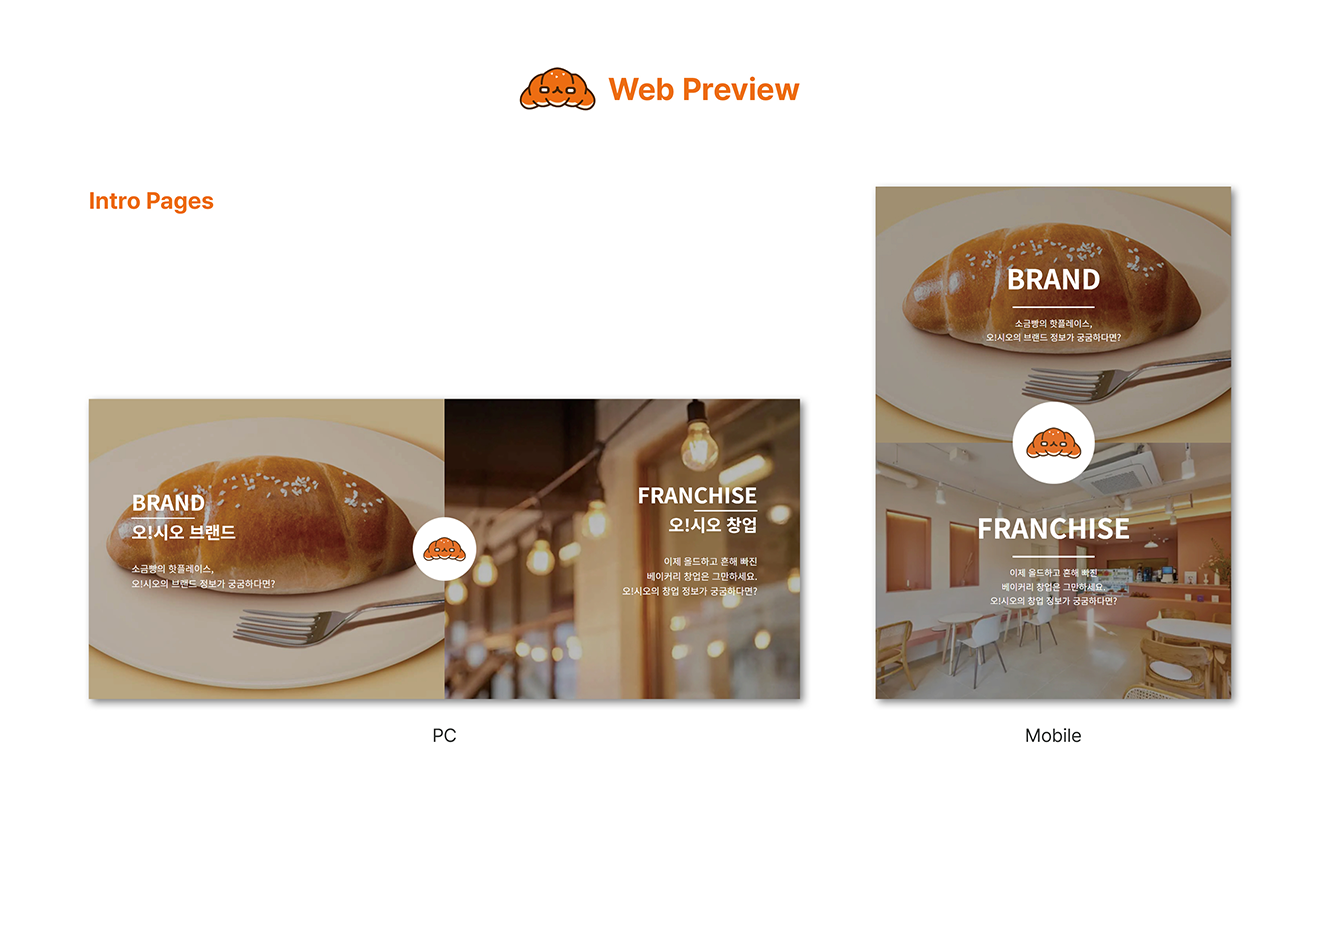 Web Preview
Intro Pages
BRAND
오!시오 브랜드
소금빵의 핫플레이스,
오!시오의 브랜드 정보가 궁굼하다면?
FRANCHISE
오!시오 창업
이제 올드하고 흔해 빠진
베이커리 창업은 그만하세요.
오!시오의 창업 정보가 궁굼하다면?
PC
BRAND
소금빵의 핫플레이스,
오!시오의 브랜드 정보가 궁굼하다면?
FRANCHISE
이제 올드하고 흔해 빠진
베이커리 창업은 그만하세요.
오!시오의 창업 정보가 궁굼하다면?
Mobile